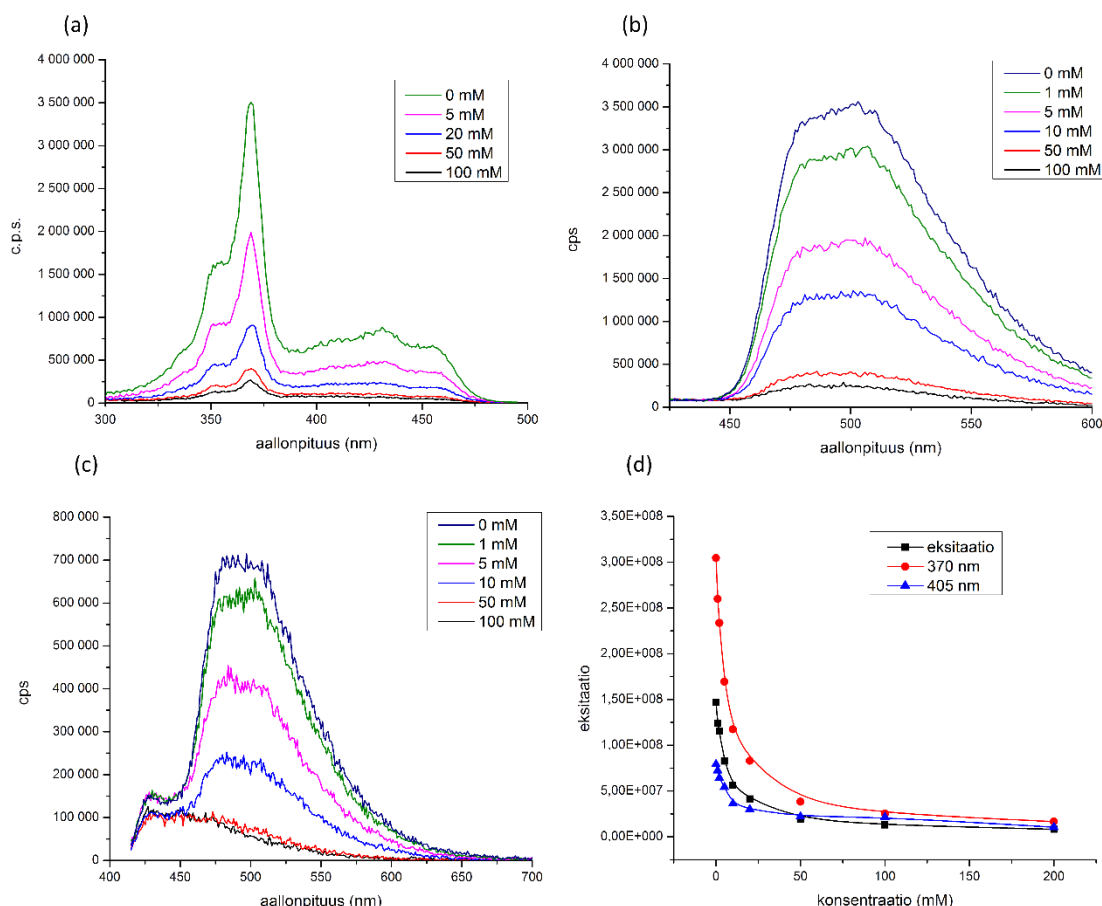 (a)
4 000 000
3 500 000
3 000 000
2 500 000
2 000 000
1 500 000
1 000 000
500 000
0
c.p.s.
0 mM
5 mM
20 mM
50 mM
100 mM
300 350 400 450 500
aallonpituus (nm)
(b)
4 000 000
3 500 000
3 000 000
2 500 000
2 000 000
1 500 000
1 000 000
500 000
0
cps
0 mM
1 mM
5 mM
10 mM
50 mM
100 mM
450 500 550 600
aallonpituus (nm)
(c)
800 000
700 000
600 000
500 000
400 000
300 000
200 000
100 000
0
cps
0 mM
1 mM
5 mM
10 mM
50 mM
100 mM
400 450 500 550 600 650 700
aallonpituus (nm)
(d)
3,50E+008
3,00E+008
2,50E+008
2,00E+008
1,50E+008
1,00E+008
5,00E+007
0,00E+000
eksitaatio
eksitaatio
370 nm
405 nm
0 50 100 150 200
konsentraatio (mM)